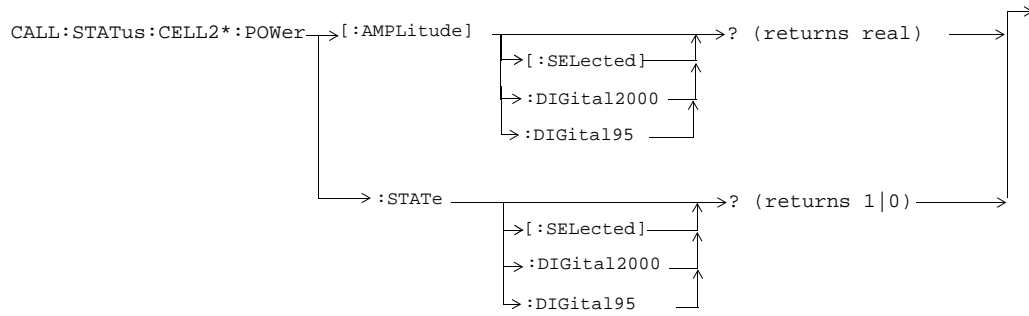 CALL:STATus:CELL2*:POWer
[:AMPLitude]
? (returns real)
[:SELected]
:DIGital2000
:DIGital95
:STATe
? (returns 1|0)
[:SELected]
:DIGital2000
:DIGital95